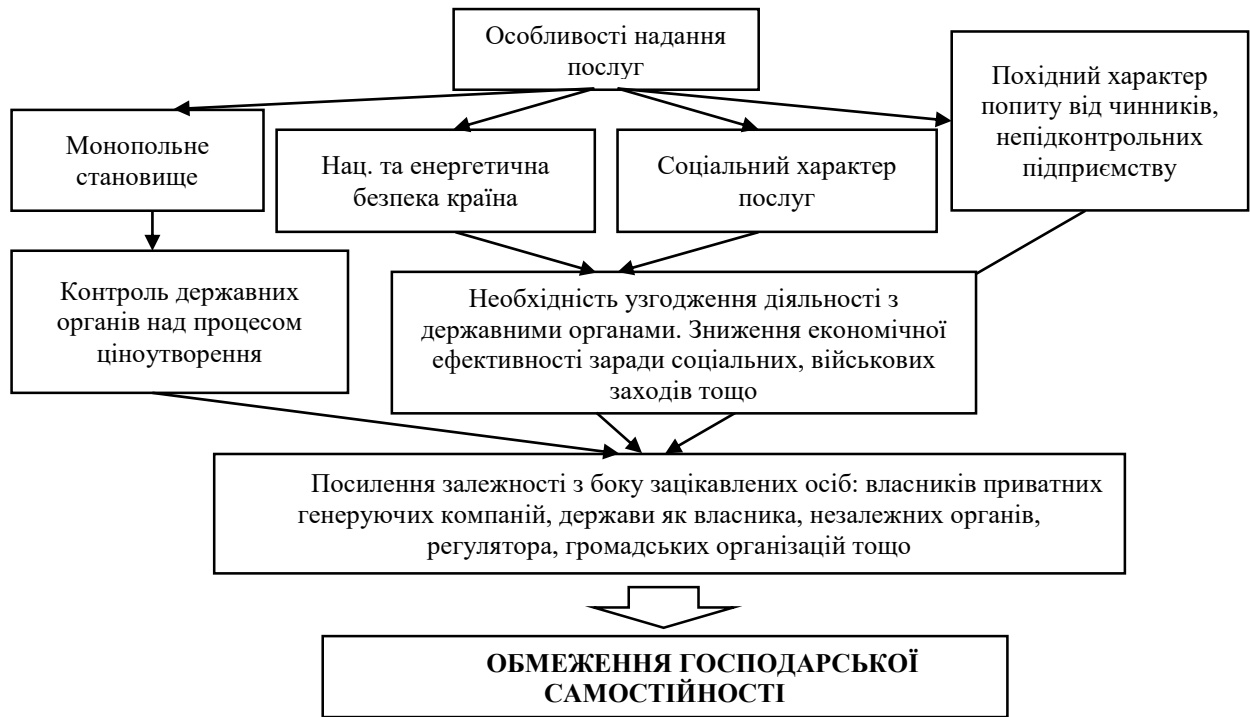 Особливості надання
послуг
Монопольне
становище
Нац. та енергетична
безпека країна
Соціальний характер
послуг
Похідний характер
попиту від чинників,
непідконтрольних
підприємству
Контроль державних
органів над процесом
ціноутворення
Необхідність узгодження діяльності з
державними органами. Зниження економічної
ефективності заради соціальних, військових
заходів тощо
Посилення залежності з боку зацікавлених осіб: власників приватних
генеруючих компаній, держави як власника, незалежних органів,
регулятора, громадських організацій тощо
ОБМЕЖЕННЯ ГОСПОДАРСЬКОЇ
САМОСТІЙНОСТІ